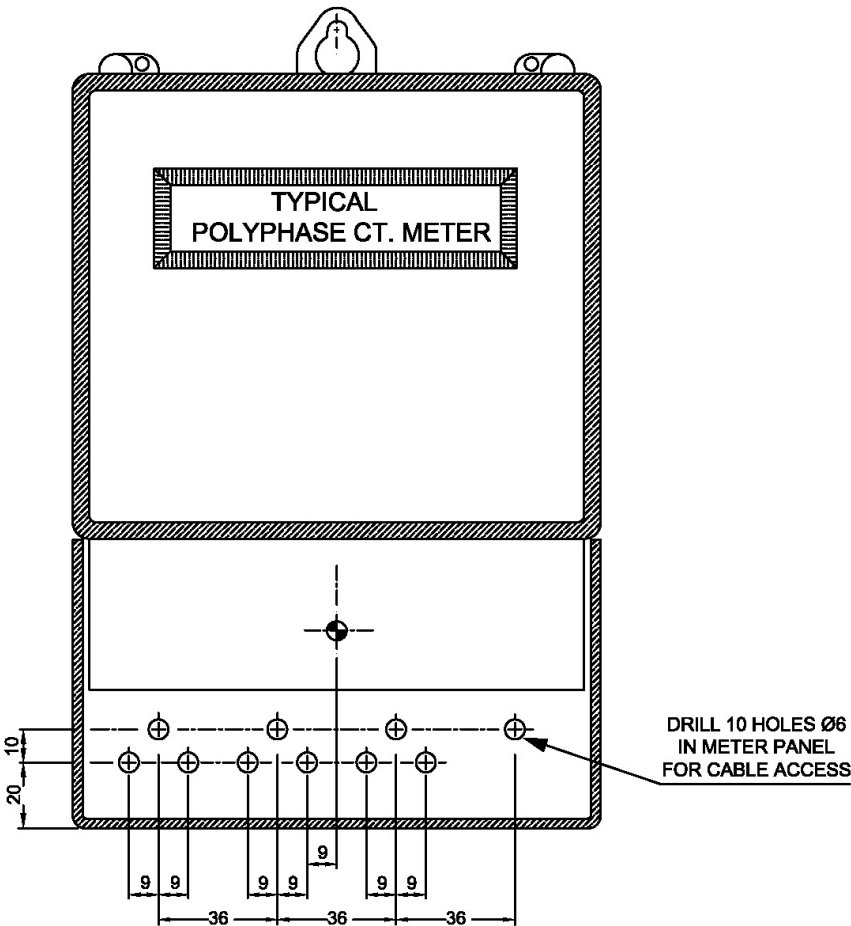 TYPICAL
POLYPHASE CT. METER
DRILL 10 HOLES Ø6
IN METER PANEL
FOR CABLE ACCESS
10
20
9
9 9 9 9 9 9
36 36 36